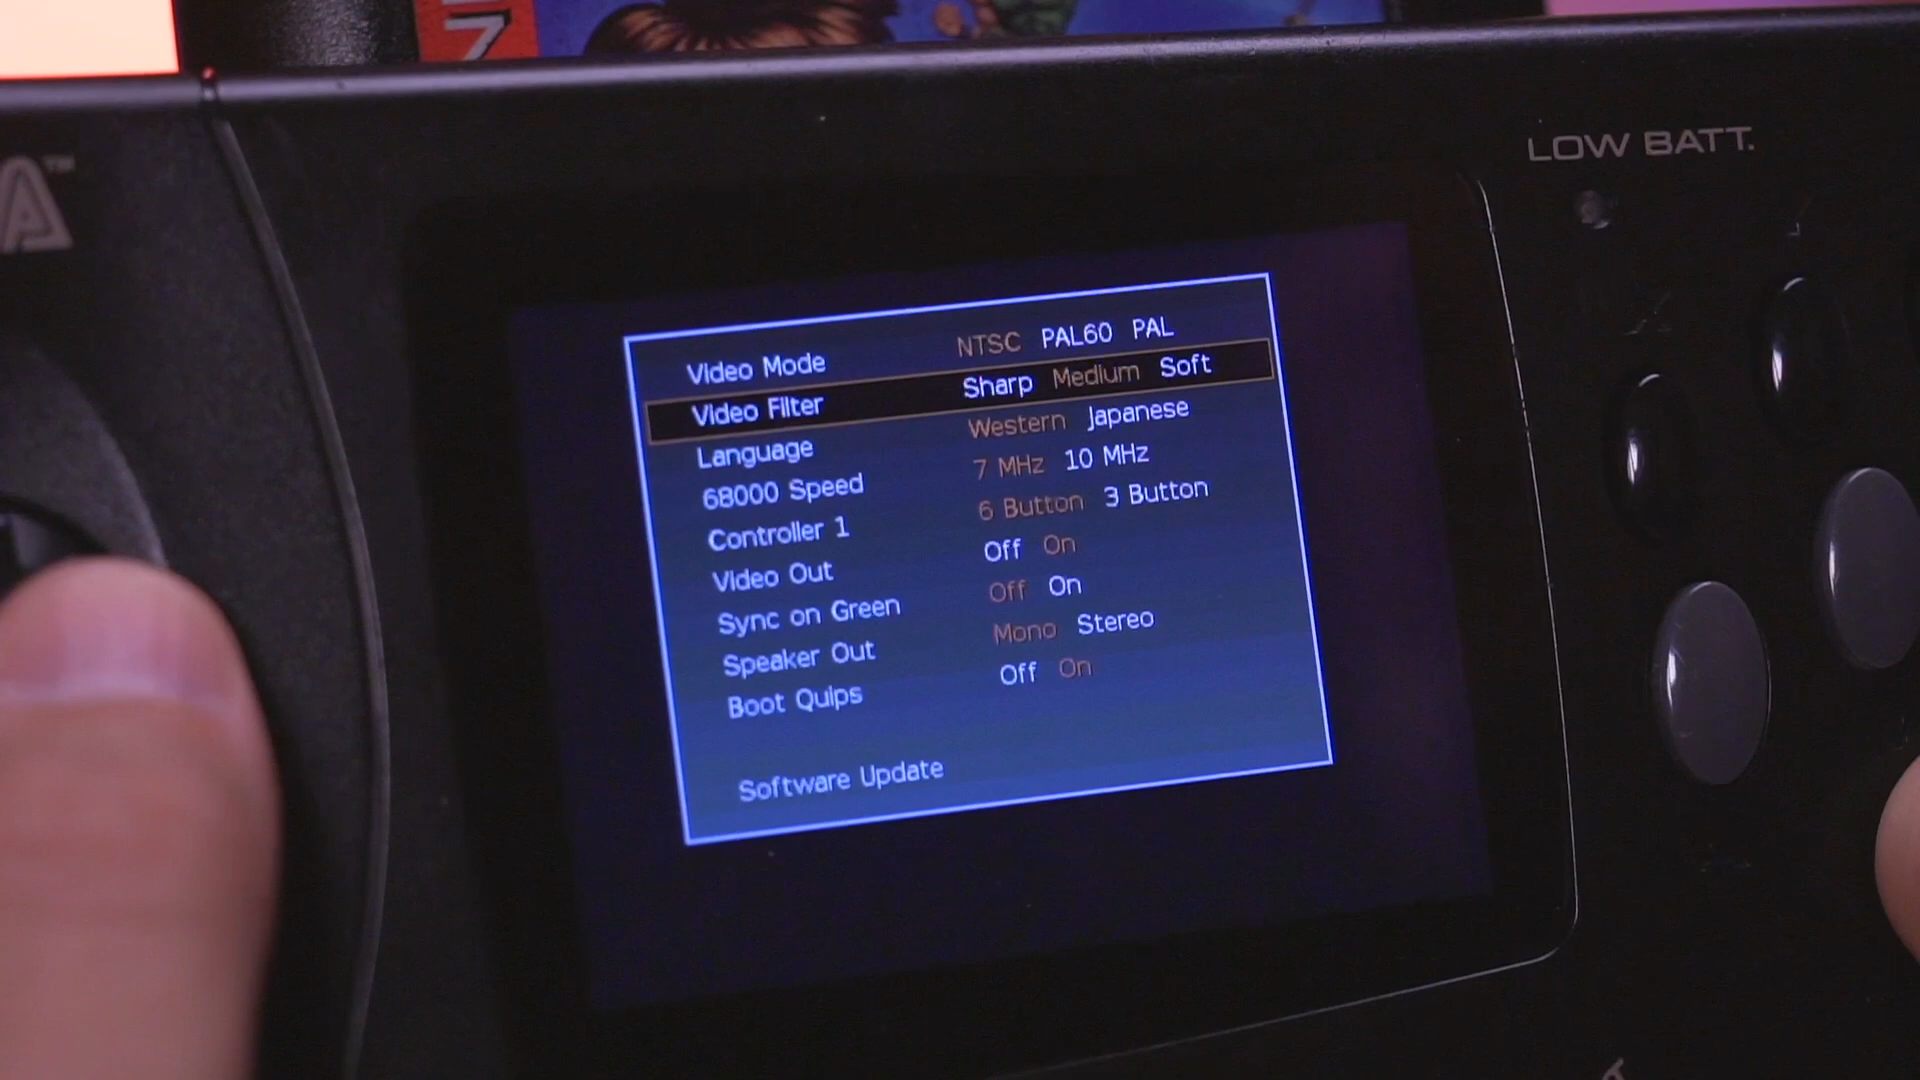 LOW BATT.
Video Mode NTSC PAL60 PAL
Video Filter Sharp Medium Soft
Language Western Japanese
68000 Speed 7 MHz 10 MHz
Controller 1 6 Button 3 Button
Video Out Off On
Sync on Green Off On
Speaker Out Mono Stereo
Boot Quips Off On
Software Update